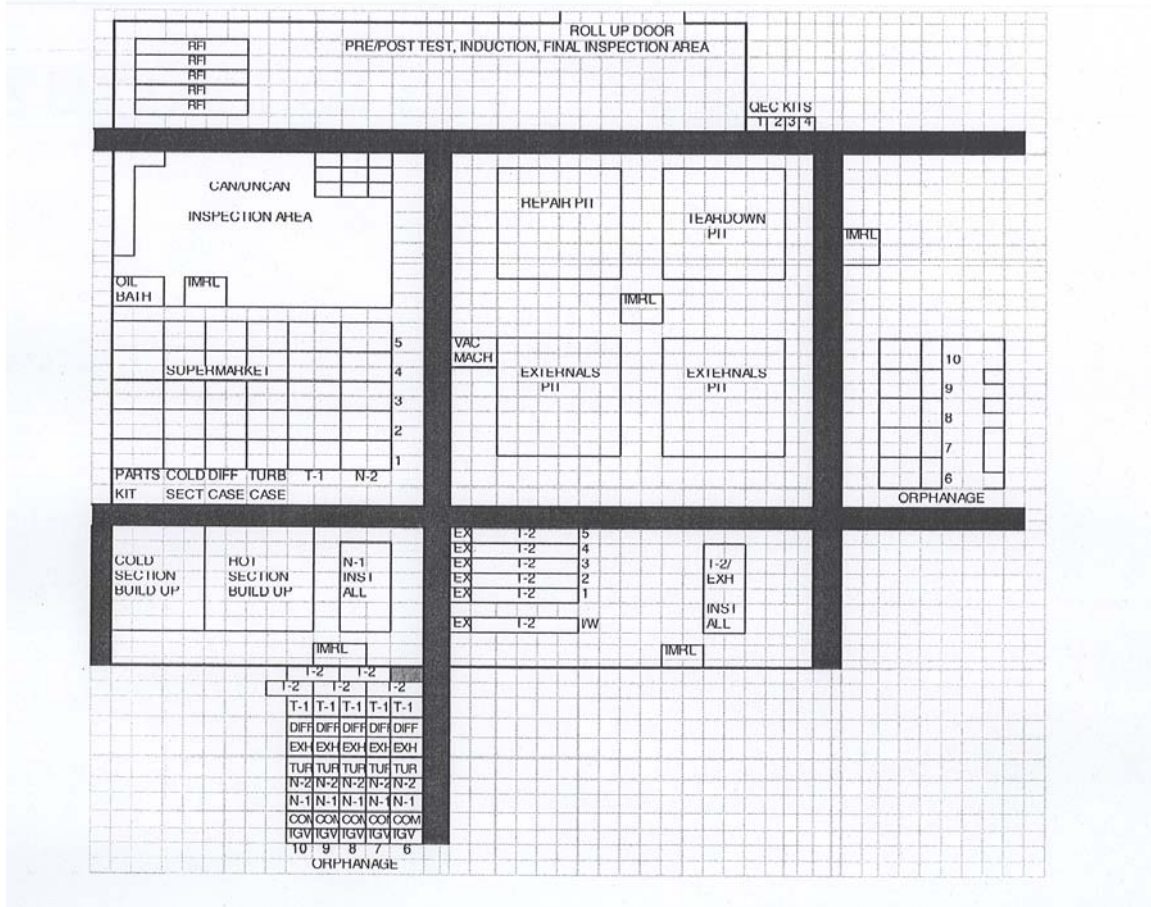 ROLL UP DOOR
PRE/POST TEST, INDUCTION, FINAL INSPECTION AREA
RFI
RFI
RFI
RFI
RFI
QEC KITS
1 2 3 4
CAN/UNCAN
INSPECTION AREA
OIL
BATH
IMRL
REPAIR PIT
TEARDOWN
PIT
IMRL
IMRL
VAC
MACH
EXTERNALS
PIT
EXTERNALS
PIT
SUPERMARKET
5
4
3
2
1
PARTS COLD DIFF TURB T-1 N-2
KIT SECT CASE CASE
10
9
8
7
6
ORPHANAGE
COLD
SECTION
BUILD UP
HOT
SECTION
BUILD UP
N-1
INST
ALL
IMRL
EX T-2 5
EX T-2 4
EX T-2 3
EX T-2 2
EX T-2 1
EX T-2 I/W
T-2/
EXH
INST
ALL
IMRL
T-2 T-2
T-2 T-2 T-2
T-1 T-1 T-1 T-1 T-1
DIFF DIFF DIFF DIFF DIFF
EXH EXH EXH EXH EXH
TUR TUR TUR TUR TUR
N-2 N-2 N-2 N-2 N-2
N-1 N-1 N-1 N-1 N-1
COM COM COM COM COM
IGV IGV IGV IGV IGV
10 9 8 7 6
ORPHANAGE